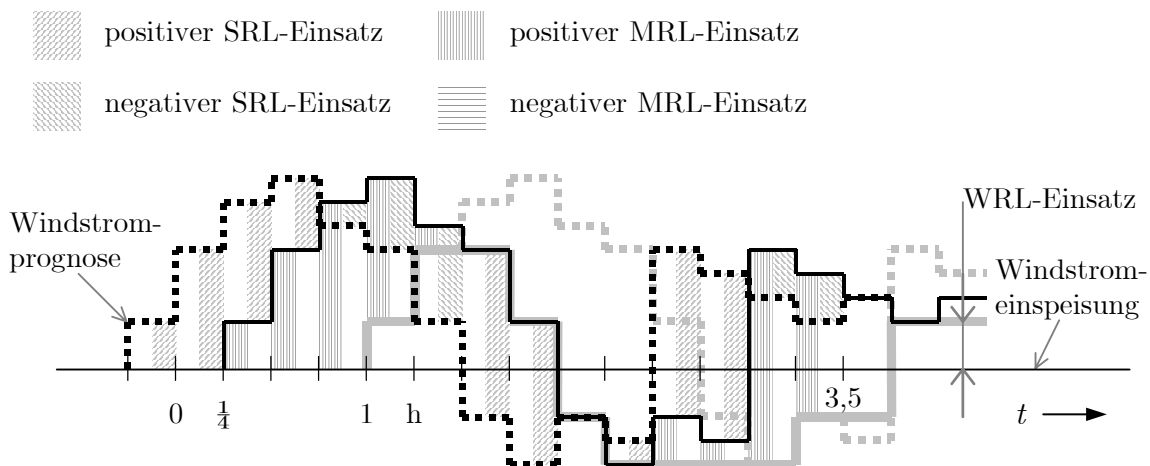 positiver SRL-Einsatz
positiver MRL-Einsatz
negativer SRL-Einsatz
negativer MRL-Einsatz
WRL-Einsatz
Windstrom-
prognose
Windstrom-
einspeisung
0 1/4 1 h 3,5 t